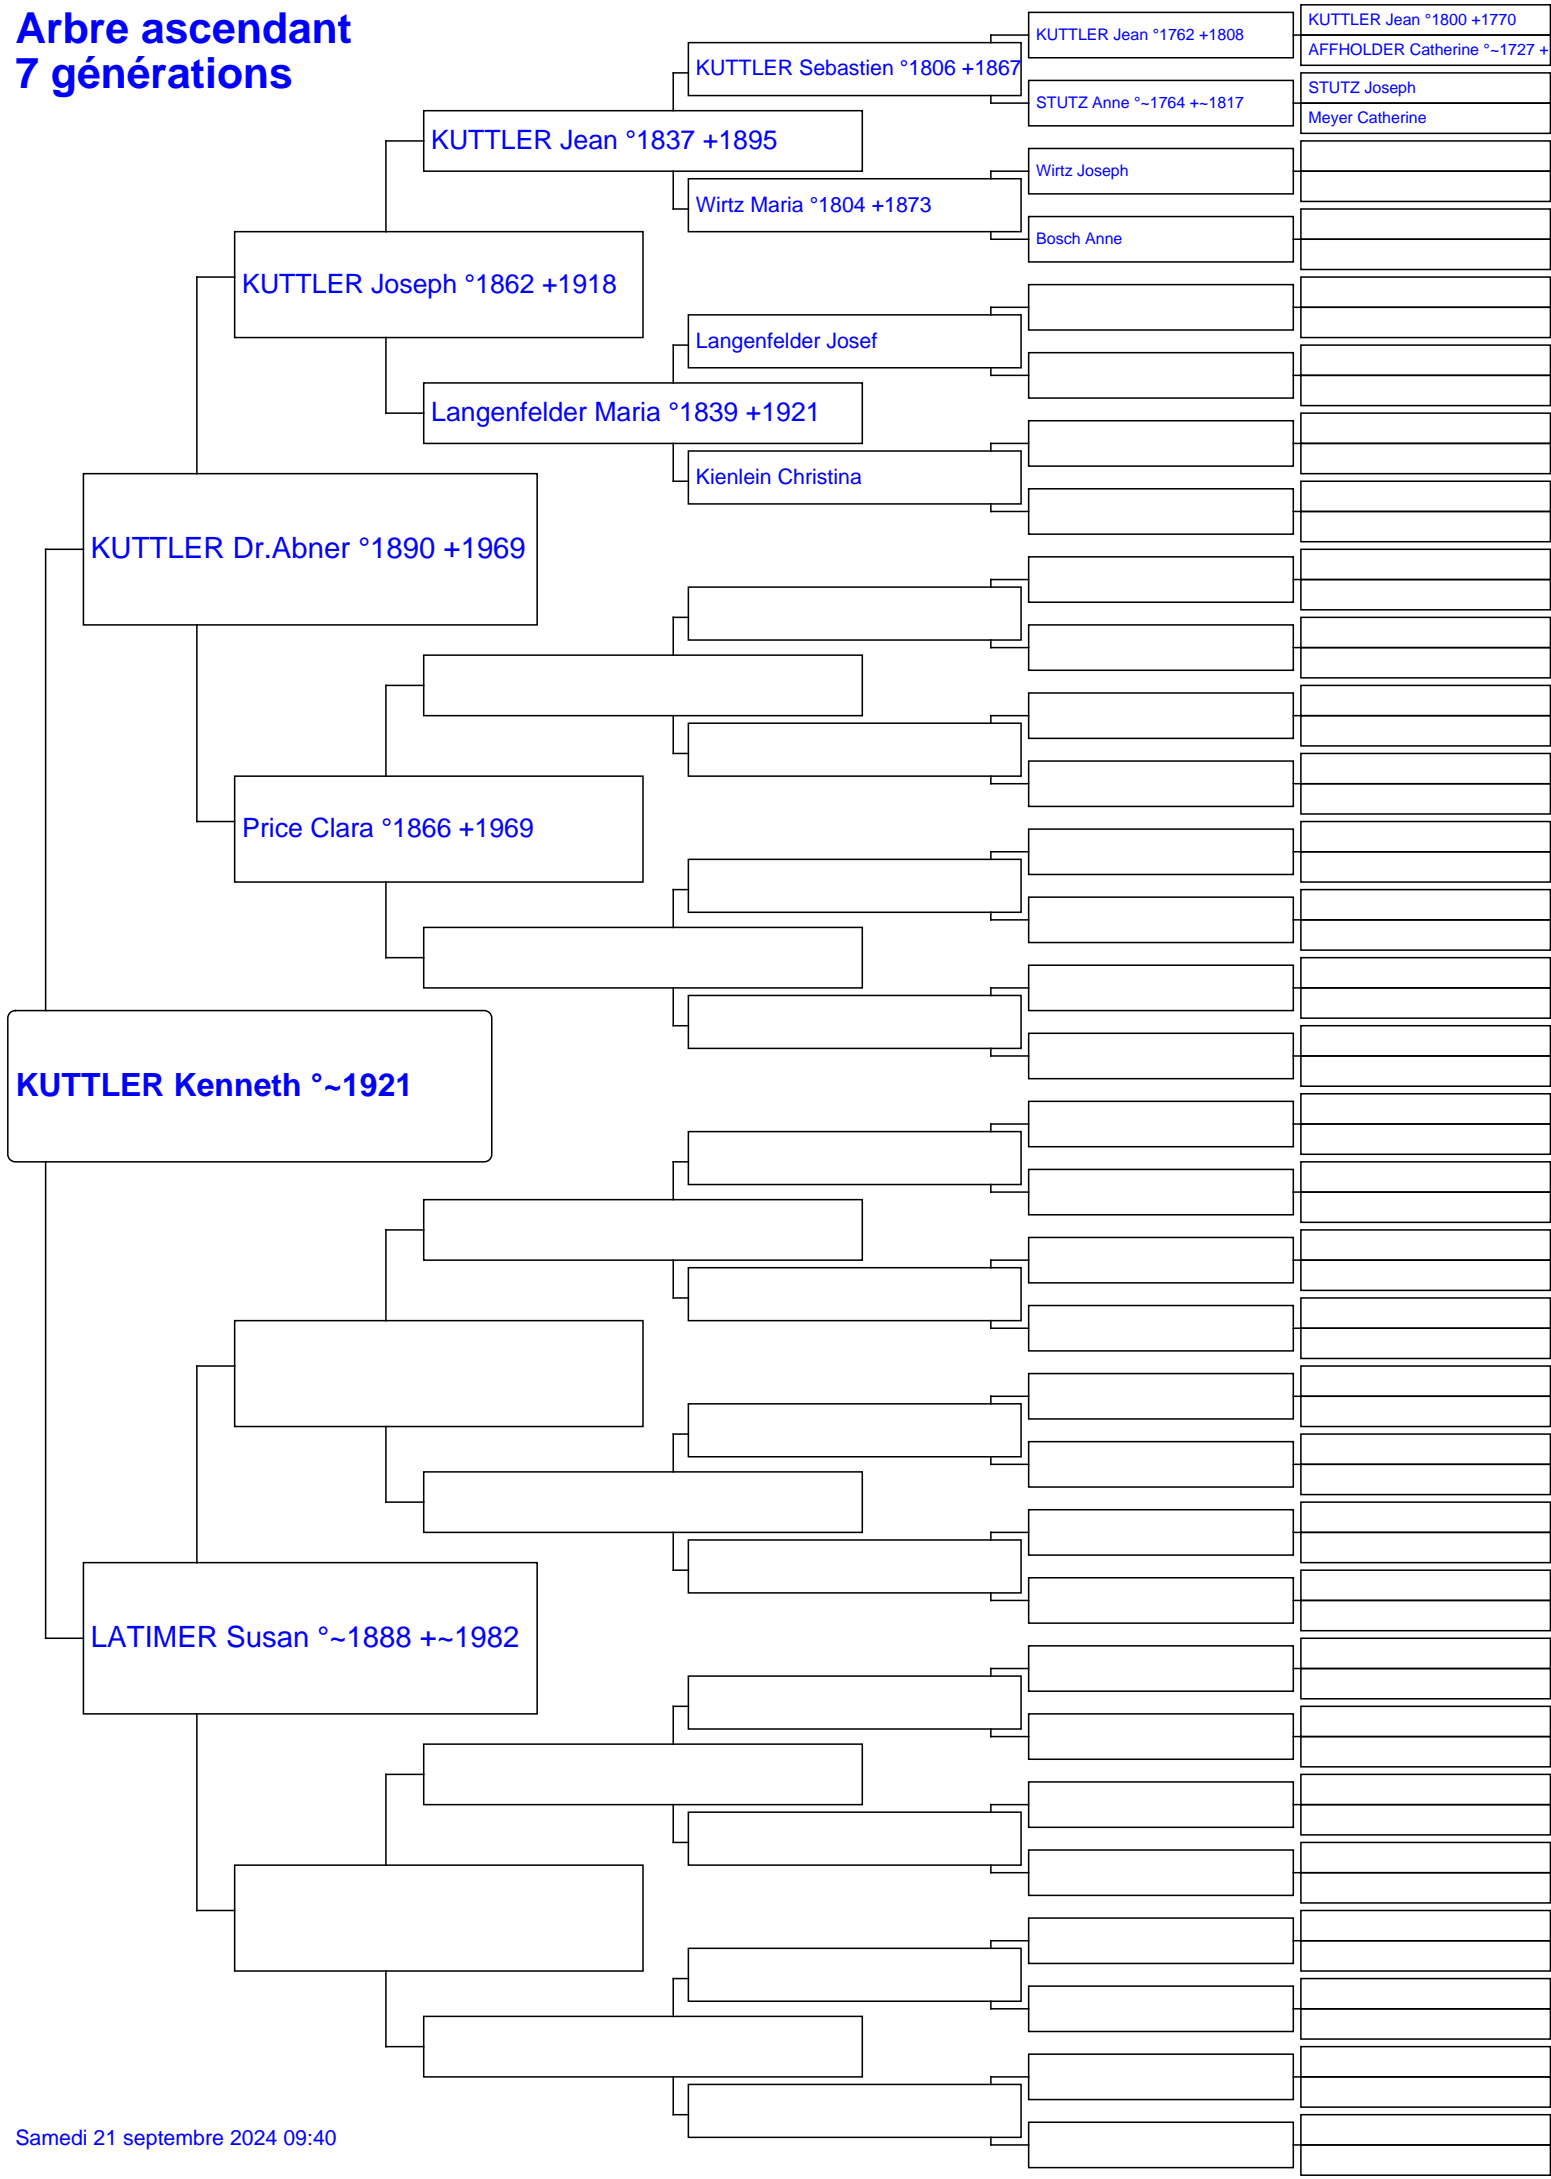 Arbre ascendant
7 générations
KUTTLER Jean °1800 +1770
KUTTLER Jean °1762 +1808
AFFHOLDER Catherine °~1727 +
KUTTLER Sebastien °1806 +1867
STUTZ Joseph
STUTZ Anne °~1764 +~1817
Meyer Catherine
KUTTLER Jean °1837 +1895
Wirtz Joseph
Wirtz Maria °1804 +1873
Bosch Anne
KUTTLER Joseph °1862 +1918
Langenfelder Josef
Langenfelder Maria °1839 +1921
Kienlein Christina
KUTTLER Dr.Abner °1890 +1969
Price Clara °1866 +1969
KUTTLER Kenneth °~1921
LATIMER Susan °~1888 +~1982
Samedi 21 septembre 2024 09:40